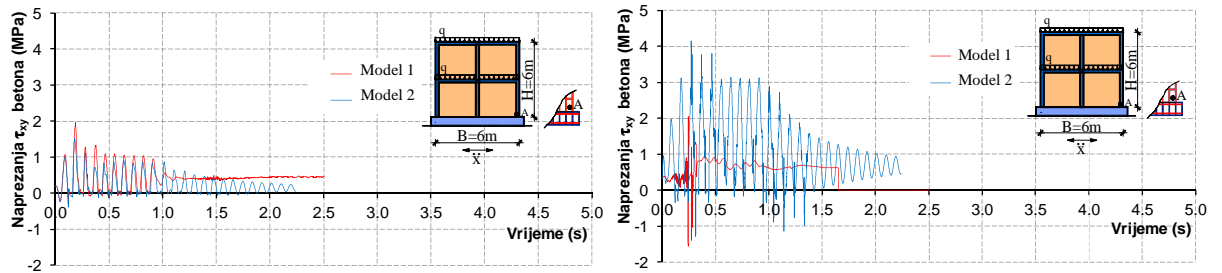 Naprezanja τxy betona (MPa)
5
4
3
2
1
0
-1
-2
0.0 0.5 1.0 1.5 2.0 2.5 3.0 3.5 4.0 4.5 5.0
Vrijeme (s)
Model 1
Model 2
q
q
H=6m
A
B=6m
ẍ
A
Naprezanja τxy betona (MPa)
5
4
3
2
1
0
-1
-2
0.0 0.5 1.0 1.5 2.0 2.5 3.0 3.5 4.0 4.5 5.0
Vrijeme (s)
Model 1
Model 2
q
q
H=6m
A
B=6m
ẍ
A